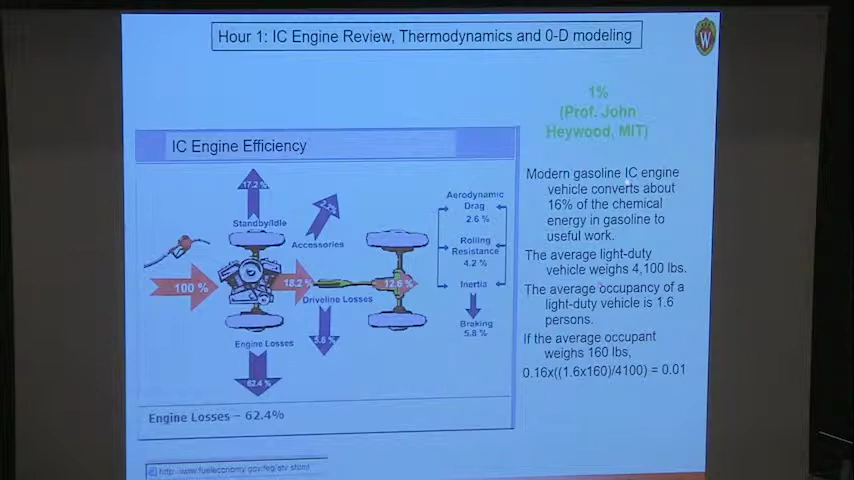 Hour 1: IC Engine Review, Thermodynamics and 0-D modeling
W
1%
(Prof. John
Heywood, MIT)
IC Engine Efficiency
17.2 %
Standby/Idle
2.2%
Accessories
100 %
18.2 %
Driveline Losses
5.6 %
12.6 %
Engine Losses
62.4 %
Aerodynamic
Drag
2.6 %
Rolling
Resistance
4.2 %
Inertia
Braking
5.8 %
Engine Losses – 62.4%
http://www.fueleconomy.gov/feg/atv.shtml
Modern gasoline IC engine
vehicle converts about
16% of the chemical
energy in gasoline to
useful work.
The average light-duty
vehicle weighs 4,100 lbs.
The average occupancy of a
light-duty vehicle is 1.6
persons.
If the average occupant
weighs 160 lbs,
0.16x((1.6x160)/4100) = 0.01